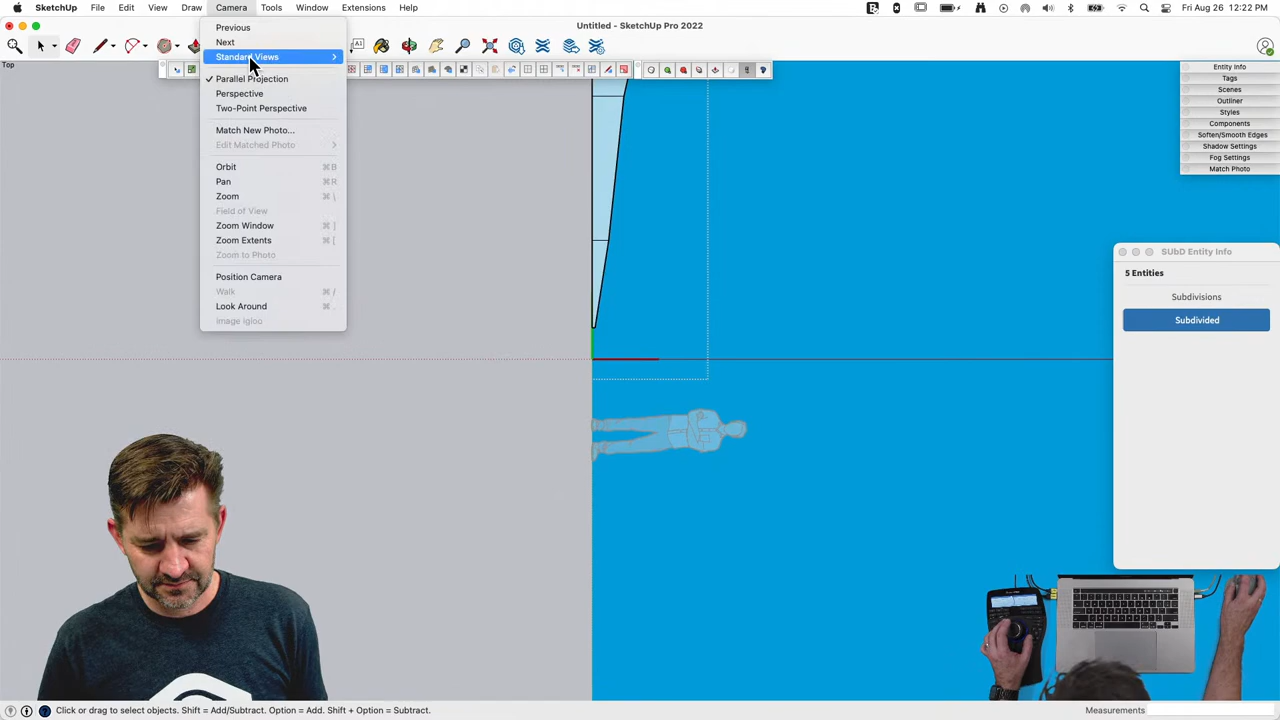 SketchUp File Edit View Draw Camera Tools Window Extensions Help Fri Aug 26 12:22 PM
Untitled - SketchUp Pro 2022
Top
Previous
Next
Standard Views
Parallel Projection
Perspective
Two-Point Perspective
Match New Photo...
Edit Matched Photo
Orbit ⌘B
Pan ⌘R
Zoom ⌘\
Field of View
Zoom Window ⌘]
Zoom Extents ⌘[
Zoom to Photo
Position Camera
Walk ⌘/
Look Around ⌘.
Image Igloo
Entity Info
Tags
Scenes
Outliner
Styles
Components
Soften/Smooth Edges
Shadow Settings
Fog Settings
Match Photo
SUbD Entity Info
5 Entities
Subdivisions
Subdivided
Click or drag to select objects. Shift = Add/Subtract. Option = Add. Shift + Option = Subtract.
Measurements